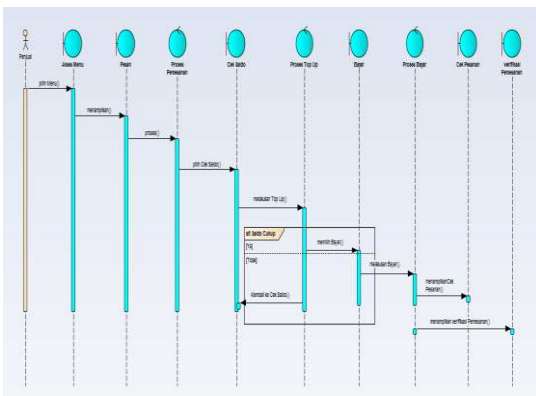 Penjual
Akses Menu
Pesan
Proses
Pemesanan
Cek Saldo
Proses Top Up
Bayar
Proses Bayar
Cek Pesanan
verifikasi
Pemesanan
pilih Menu()
menampilkan()
proses()
pilih Cek Saldo()
melakukan Top Up()
alt Saldo Cukup
[Ya]
memilih Bayar()
[Tidak]
melakukan Bayar()
menampilkanCek
Pesanan()
Kembali ke Cek Saldo()
menampilkan verifikasi Pemesanan()